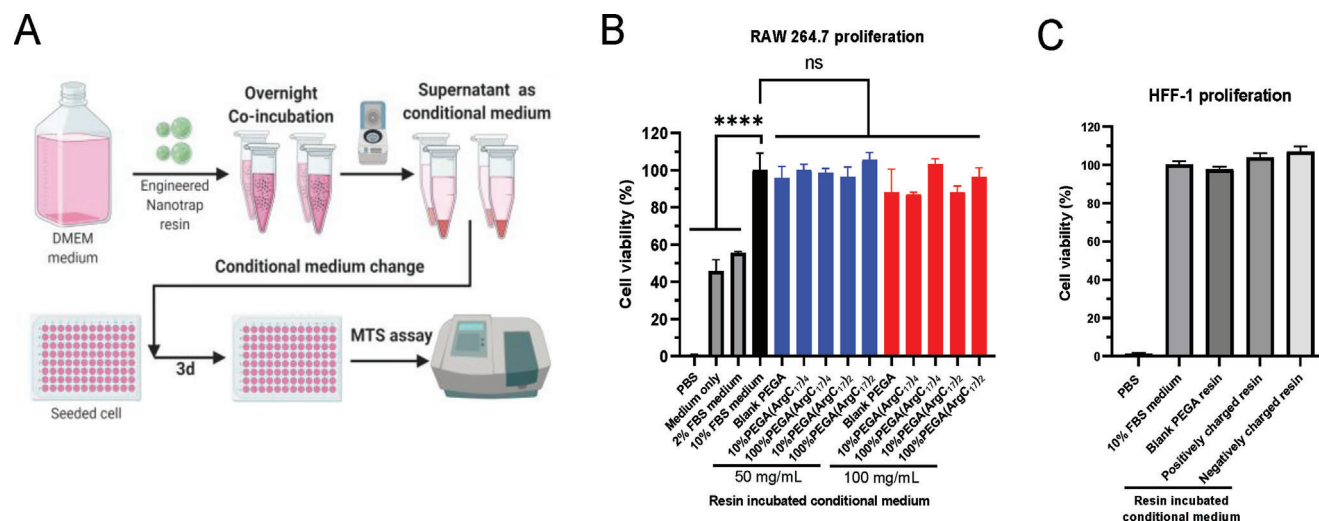 A
DMEM
medium
Engineered
Nanotrap
resin
Overnight
Co-incubation
Supernatant as
conditional medium
Conditional medium change
Seeded cell
3d
MTS assay
B
RAW 264.7 proliferation
ns
****
Cell viability (%)
120
100
80
60
40
20
0
PBS
Medium only
2% FBS medium
10% FBS medium
Blank PEGA
10%PEGA(ArgC₁₇)₄
100%PEGA(ArgC₁₇)₄
10%PEGA(ArgC₁₇)₂
100%PEGA(ArgC₁₇)₂
Blank PEGA
10%PEGA(ArgC₁₇)₄
100%PEGA(ArgC₁₇)₄
10%PEGA(ArgC₁₇)₂
100%PEGA(ArgC₁₇)₂
50 mg/mL
100 mg/mL
Resin incubated conditional medium
C
HFF-1 proliferation
Cell viability (%)
120
100
80
60
40
20
0
PBS
10% FBS medium
Blank PEGA resin
Positively charged resin
Negatively charged resin
Resin incubated
conditional medium